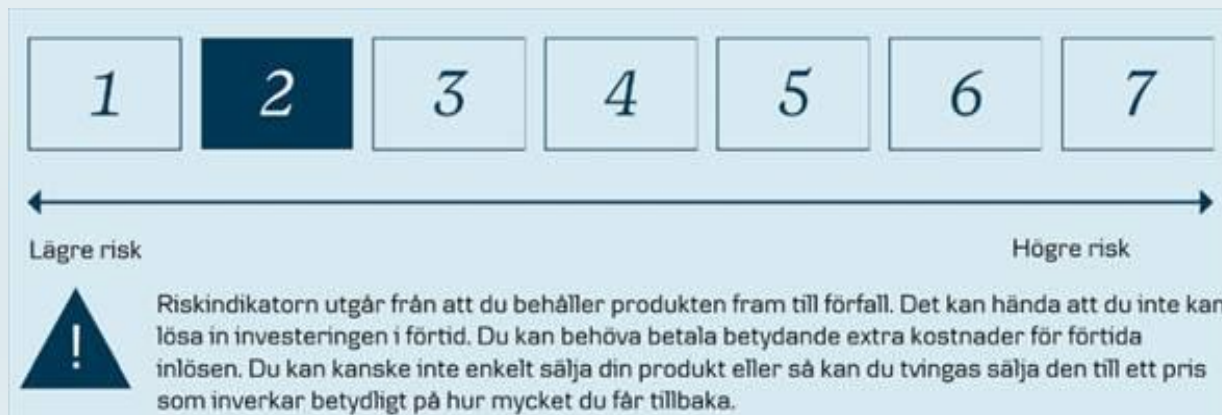 1 2 3 4 5 6 7
Lägre risk Högre risk
!
Riskindikatorn utgår från att du behåller produkten fram till förfall. Det kan hända att du inte kan
lösa in investeringen i förtid. Du kan behöva betala betydande extra kostnader för förtida
inlösen. Du kan kanske inte enkelt sälja din produkt eller så kan du tvingas sälja den till ett pris
som inverkar betydligt på hur mycket du får tillbaka.